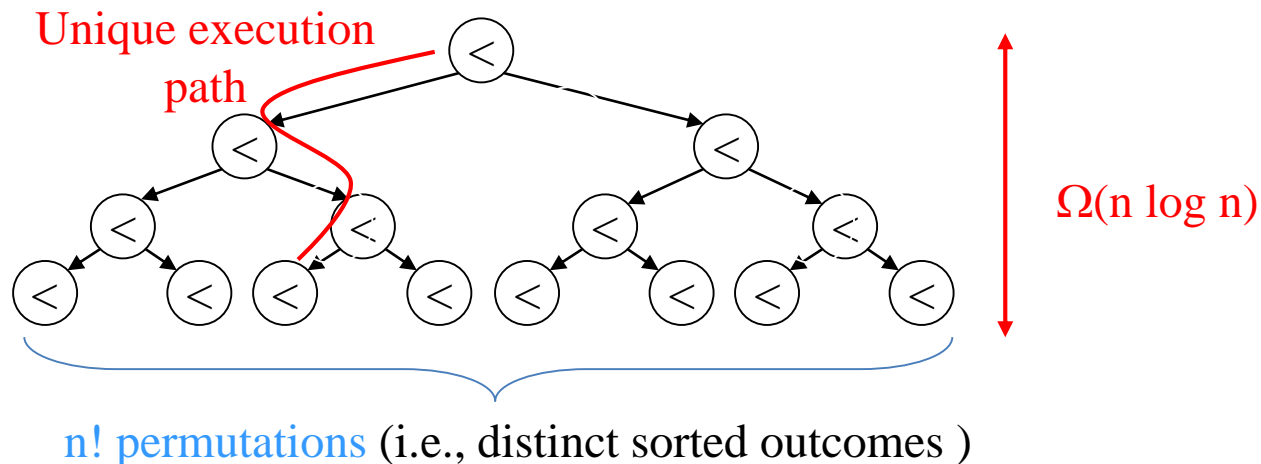 Unique execution
path
<
< <
Ω(n log n)
< < < <
< < < < < < < <
n! permutations (i.e., distinct sorted outcomes )